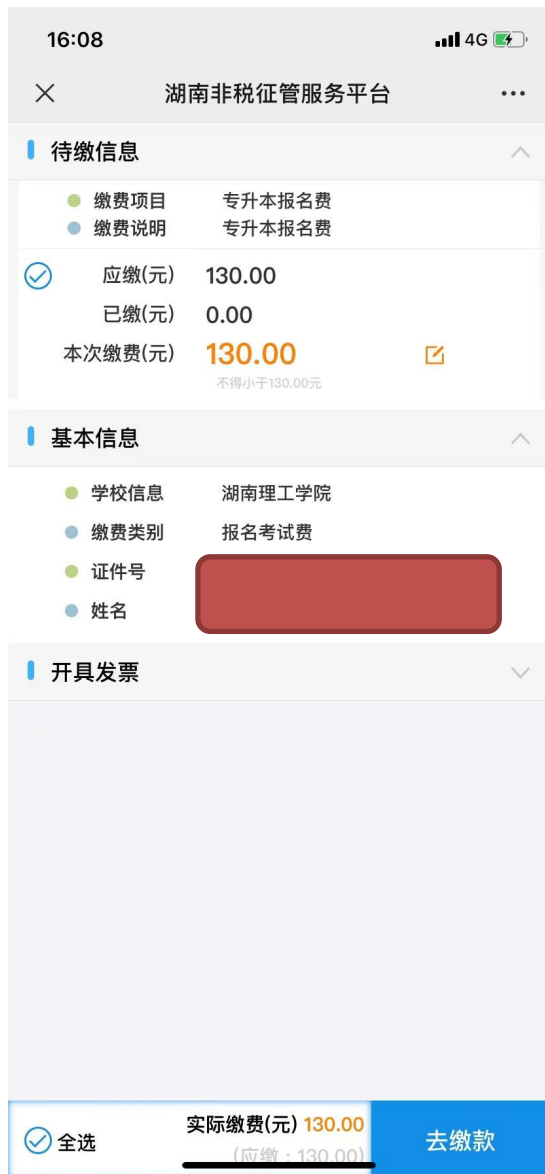 16:08 4G
湖南非税征管服务平台
待缴信息
缴费项目 专升本报名费
缴费说明 专升本报名费
应缴(元) 130.00
已缴(元) 0.00
本次缴费(元) 130.00
不得小于130.00元
基本信息
学校信息 湖南理工学院
缴费类别 报名考试费
证件号
姓名
开具发票
实际缴费(元) 130.00
全选 去缴款
(应缴：130.00)